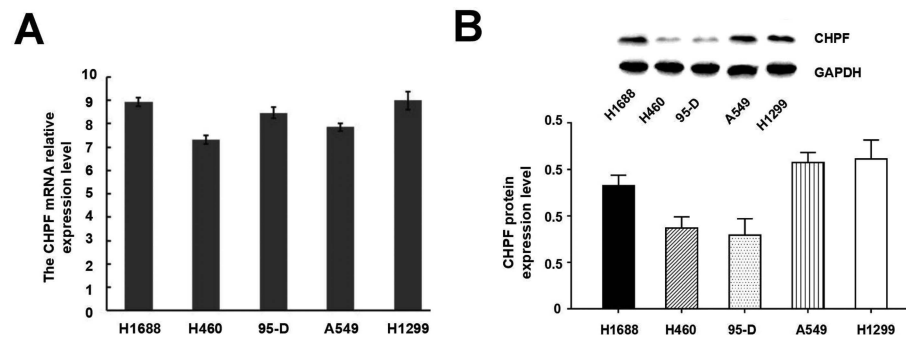 A
The CHPF mRNA relative
expression level
10
9
8
7
6
5
4
3
2
1
0
H1688 H460 95-D A549 H1299
B
CHPF
GAPDH
H1688 H460 95-D A549 H1299
CHPF protein
expression level
0.5
0.5
0.5
0.5
0
H1688 H460 95-D A549 H1299